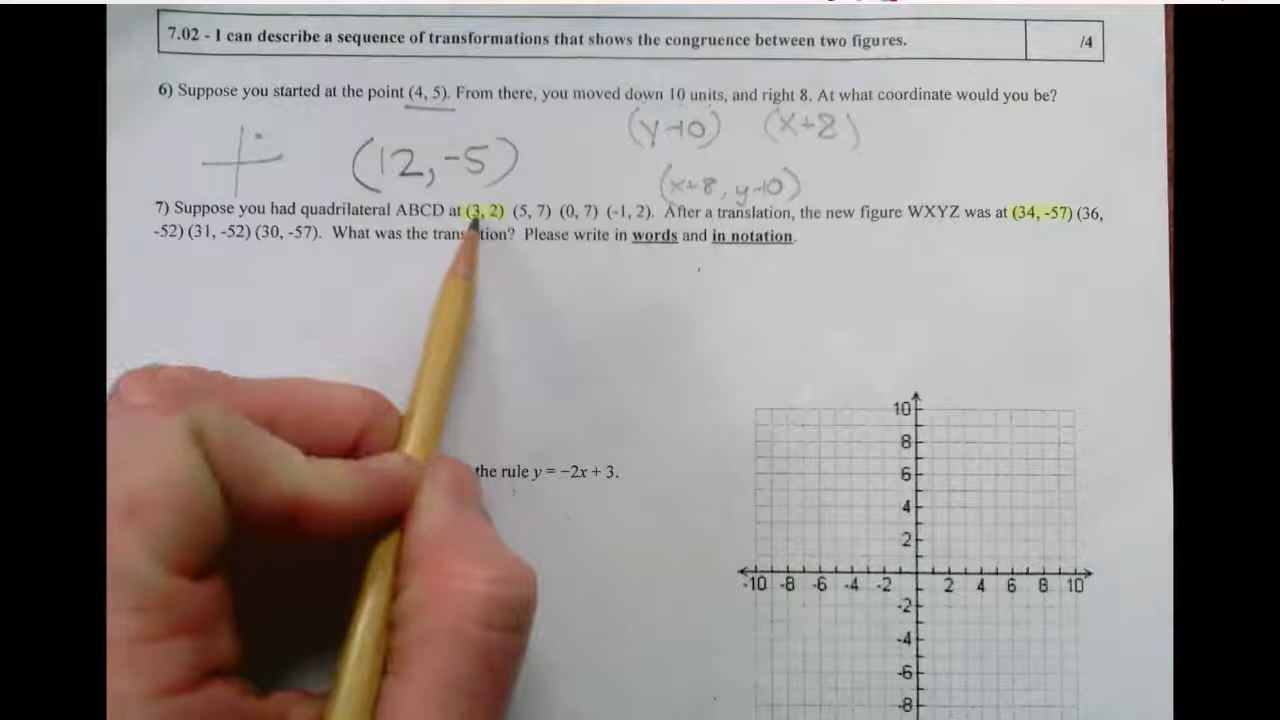 7.02 - I can describe a sequence of transformations that shows the congruence between two figures.
/4
6) Suppose you started at the point (4, 5). From there, you moved down 10 units, and right 8. At what coordinate would you be?
(y-10) (x+8)
(12,-5)
(x+8, y-10)
7) Suppose you had quadrilateral ABCD at (3, 2) (5, 7) (0, 7) (-1, 2). After a translation, the new figure WXYZ was at (34, -57) (36,
-52) (31, -52) (30, -57). What was the tran tion? Please write in words and in notation.
the rule y = −2x + 3.
10
8
6
4
2
-10 -8 -6 -4 -2 2 4 6 8 10
-2
-4
-6
-8